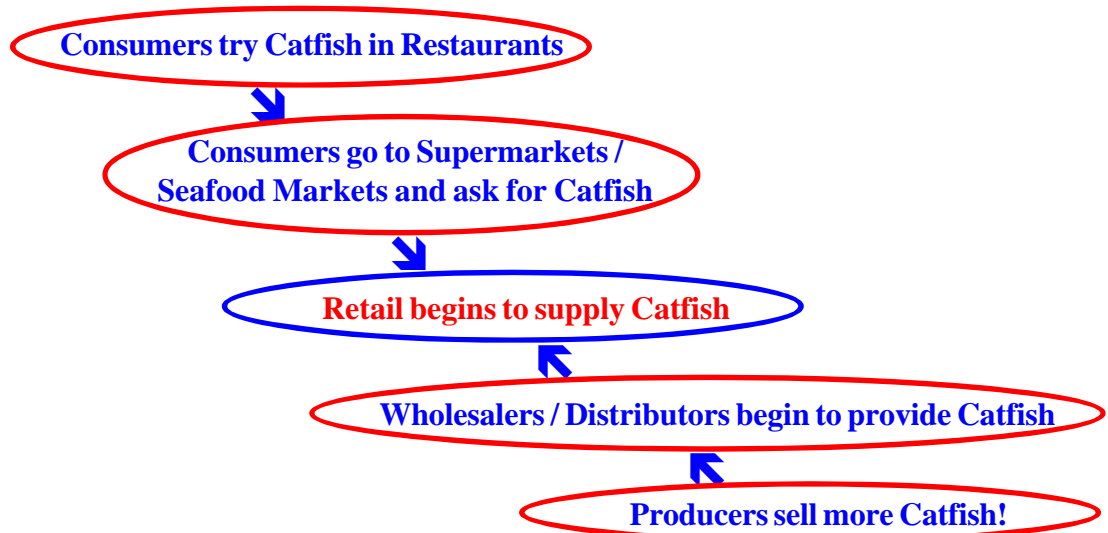 Consumers try Catfish in Restaurants
Consumers go to Supermarkets /
Seafood Markets and ask for Catfish
Retail begins to supply Catfish
Wholesalers / Distributors begin to provide Catfish
Producers sell more Catfish!